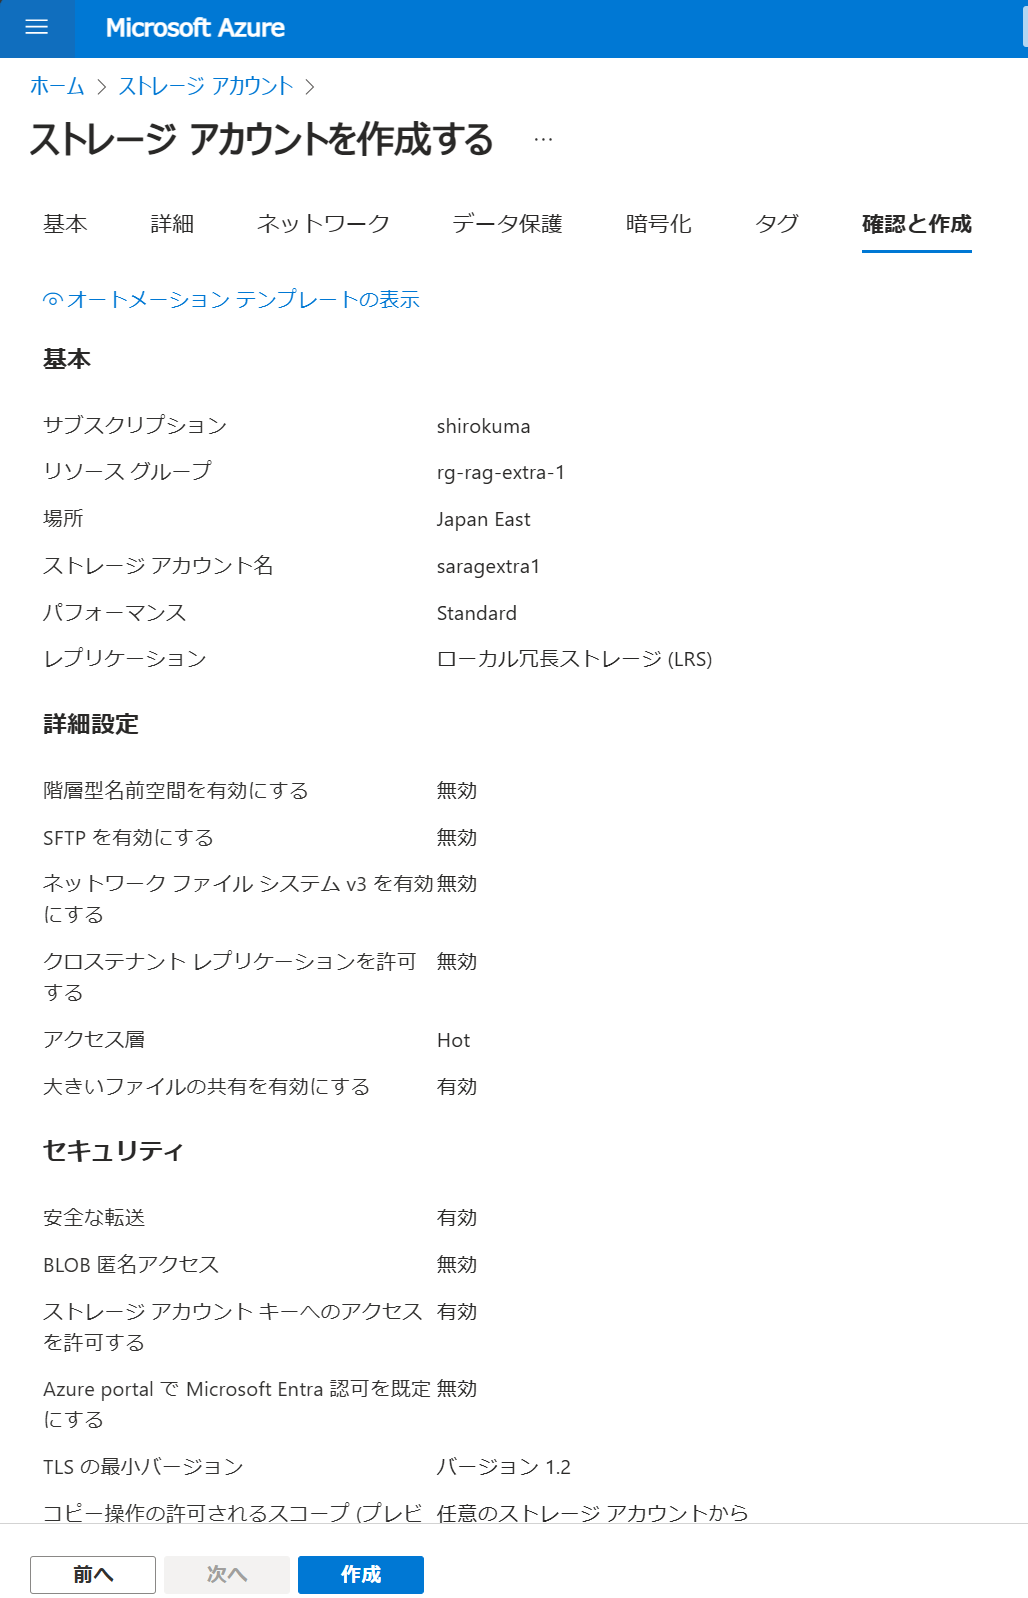 Microsoft Azure
ホーム > ストレージ アカウント >
ストレージ アカウントを作成する ...
基本 詳細 ネットワーク データ保護 暗号化 タグ 確認と作成
オートメーション テンプレートの表示
基本
サブスクリプション shirokuma
リソース グループ rg-rag-extra-1
場所 Japan East
ストレージ アカウント名 saragextra1
パフォーマンス Standard
レプリケーション ローカル冗長ストレージ (LRS)
詳細設定
階層型名前空間を有効にする 無効
SFTP を有効にする 無効
ネットワーク ファイル システム v3 を有効 無効
にする
クロステナント レプリケーションを許可 無効
する
アクセス層 Hot
大きいファイルの共有を有効にする 有効
セキュリティ
安全な転送 有効
BLOB 匿名アクセス 無効
ストレージ アカウント キーへのアクセス 有効
を許可する
Azure portal で Microsoft Entra 認可を既定 無効
にする
TLS の最小バージョン バージョン 1.2
コピー操作の許可されるスコープ (プレビ 任意のストレージ アカウントから
前へ 次へ 作成